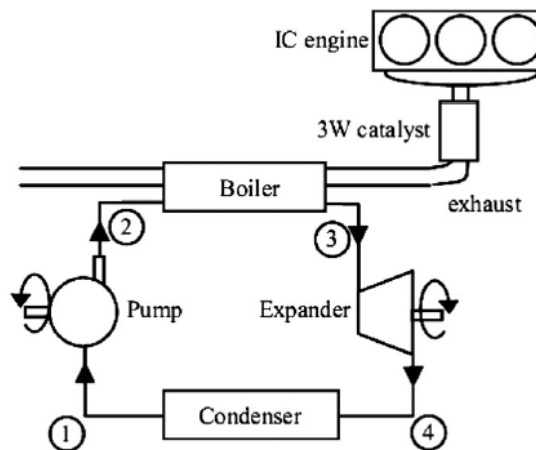 IC engine
3W catalyst
Boiler
exhaust
2
3
Pump
Expander
Condenser
1
4